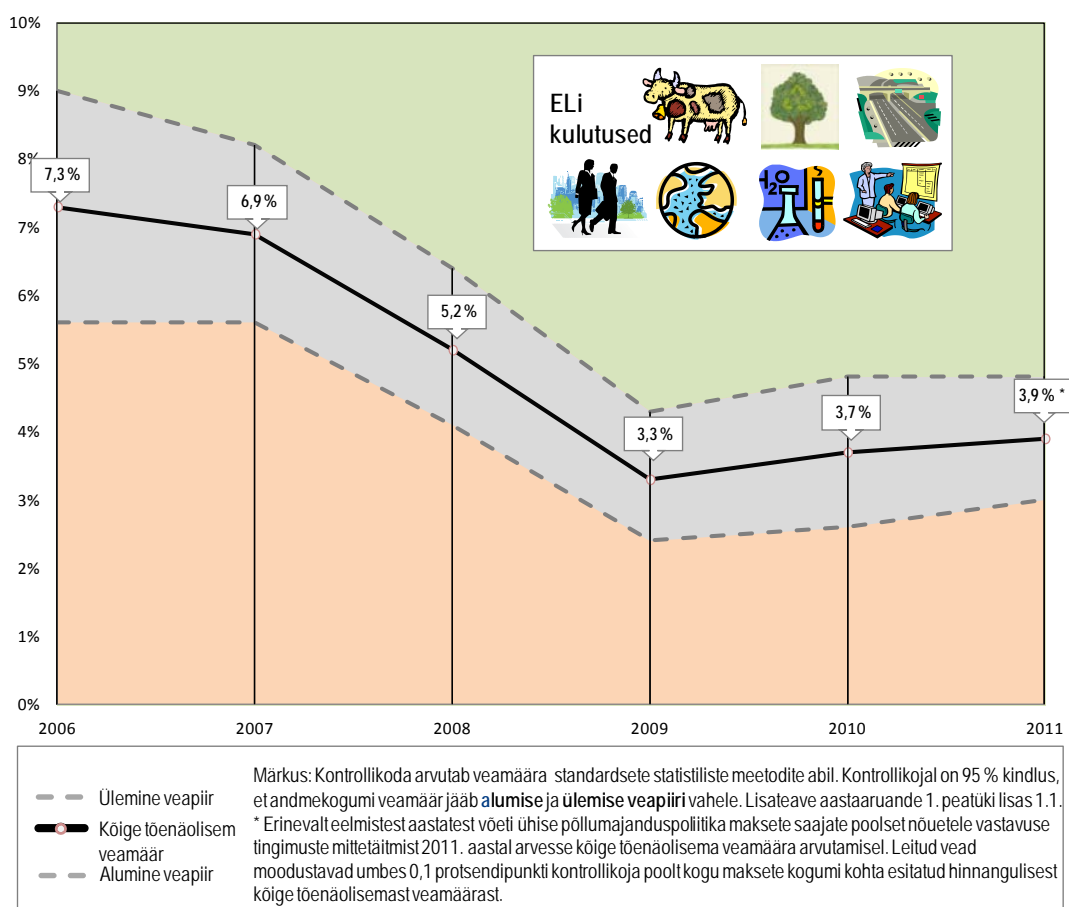 10%
9%
8%
7%
6%
5%
4%
3%
2%
1%
0%
7,3 %
6,9 %
5,2 %
3,3 %
3,7 %
3,9 % *
ELi
kulutused
H2O
2006
2007
2008
2009
2010
2011
Ülemine veapiir
Kõige tõenäolisem
veamäär
Alumine veapiir
Märkus: Kontrollikoda arvutab veamäära standardsete statistiliste meetodite abil. Kontrollikojal on 95 % kindlus,
et andmekogumi veamäär jääb alumise ja ülemise veapiiri vahele. Lisateave aastaaruande 1. peatüki lisas 1.1.
* Erinevalt eelmistest aastatest võeti ühise põllumajanduspoliitika maksete saajate poolset nõuetele vastavuse
tingimuste mittetäitmist 2011. aastal arvesse kõige tõenäolisema veamäära arvutamisel. Leitud vead
moodustavad umbes 0,1 protsendipunkti kontrollikoja poolt kogu maksete kogumi kohta esitatud hinnangulisest
kõige tõenäolisemast veamäärast.